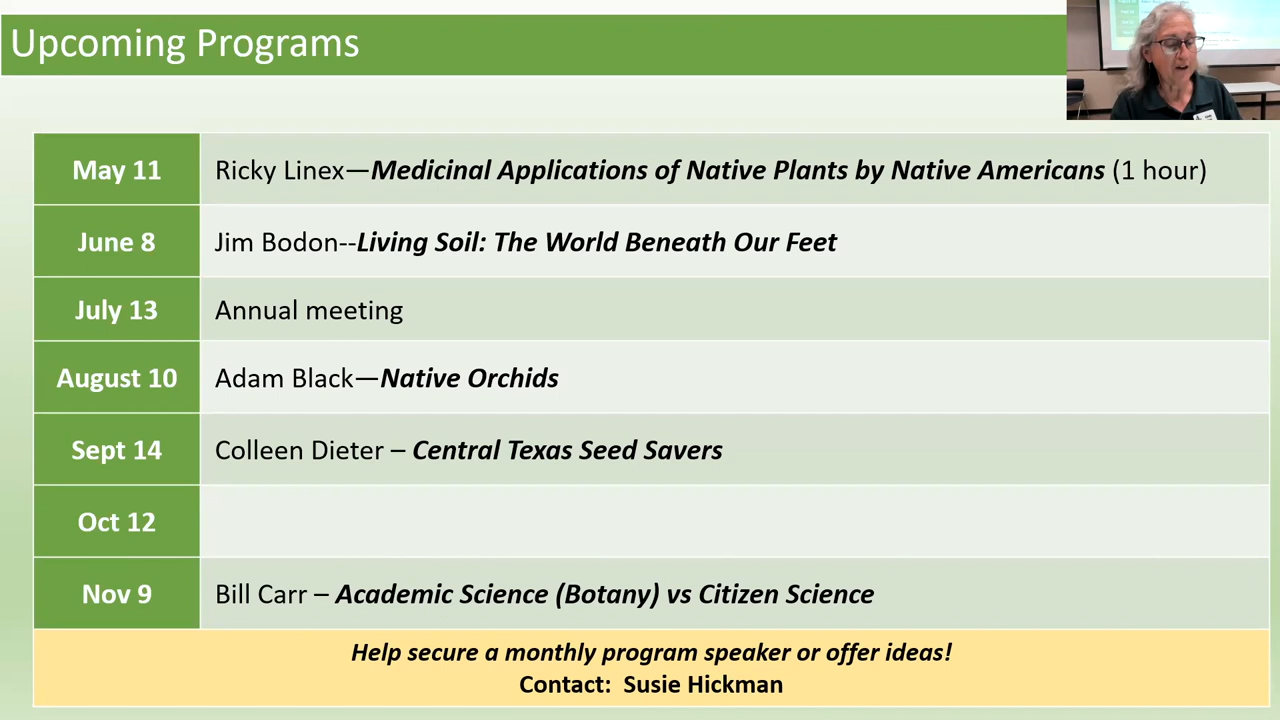 Upcoming Programs
May 11
Ricky Linex—Medicinal Applications of Native Plants by Native Americans (1 hour)
June 8
Jim Bodon--Living Soil: The World Beneath Our Feet
July 13
Annual meeting
August 10
Adam Black—Native Orchids
Sept 14
Colleen Dieter – Central Texas Seed Savers
Oct 12
Nov 9
Bill Carr – Academic Science (Botany) vs Citizen Science
Help secure a monthly program speaker or offer ideas!
Contact: Susie Hickman